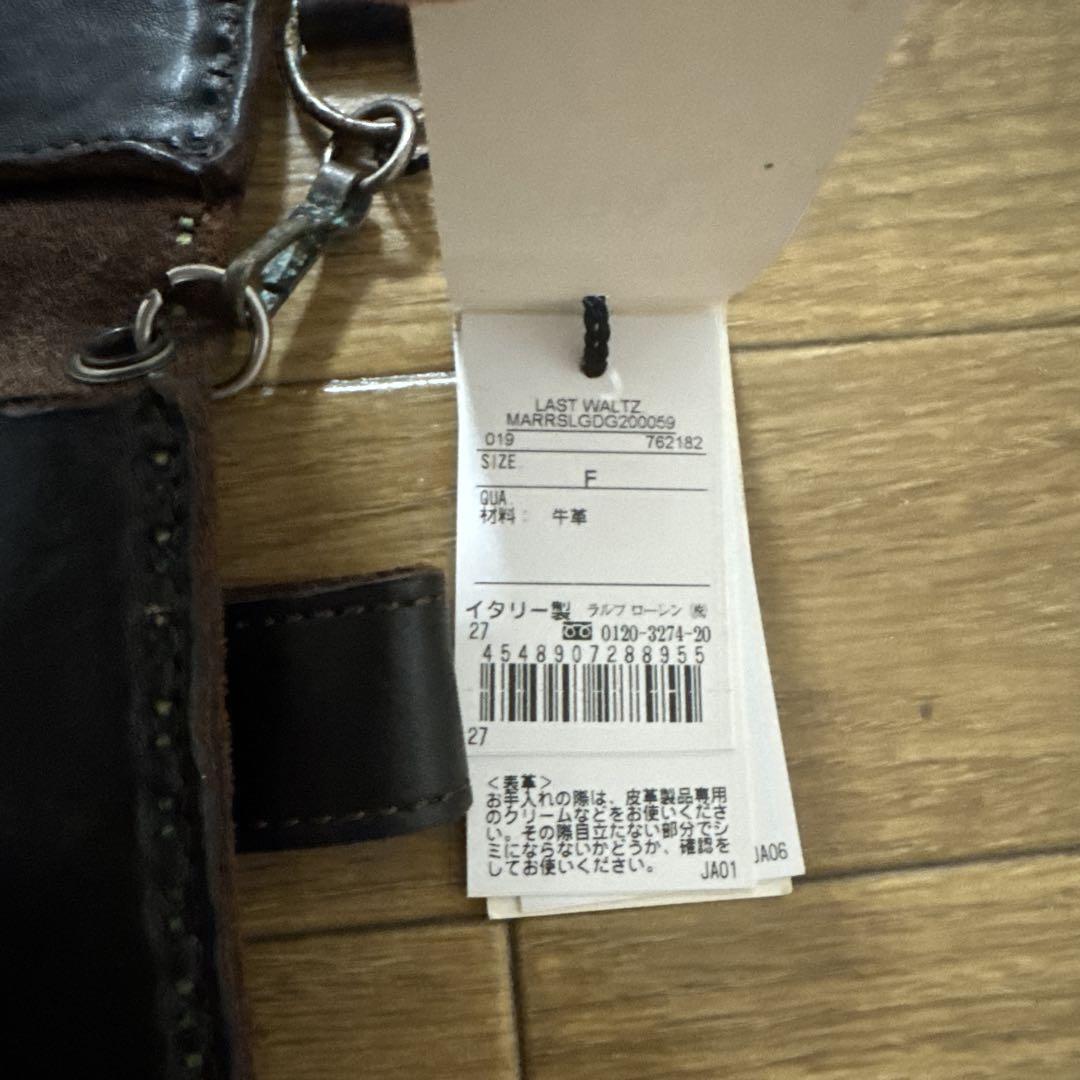 LAST WALTZ
MARRSLGDG200059
019 762182
SIZE
F
QUA.
材料: 牛革
イタリー製 ラルフ ローレン ㈱
27 0120-3274-20
4548907288955
27
<表革>
お手入れの際は、皮革製品専用
のクリームなどをお使いくださ
い。その際目立たない部分でシ
ミにならないかどうか、確認を
してお使いください。
JA01
JA06